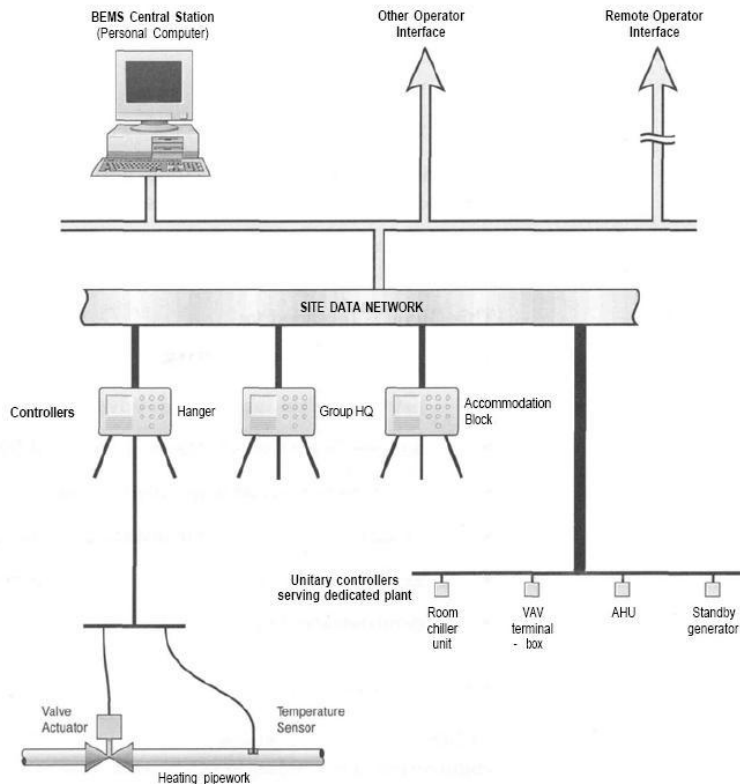 BEMS Central Station
(Personal Computer)
Other Operator
Interface
Remote Operator
Interface
SITE DATA NETWORK
Controllers
Hanger
Group HQ
Accommodation
Block
Unitary controllers
serving dedicated plant
Room
chiller
unit
VAV
terminal
- box
AHU
Standby
generator
Valve
Actuator
Temperature
Sensor
Heating pipework